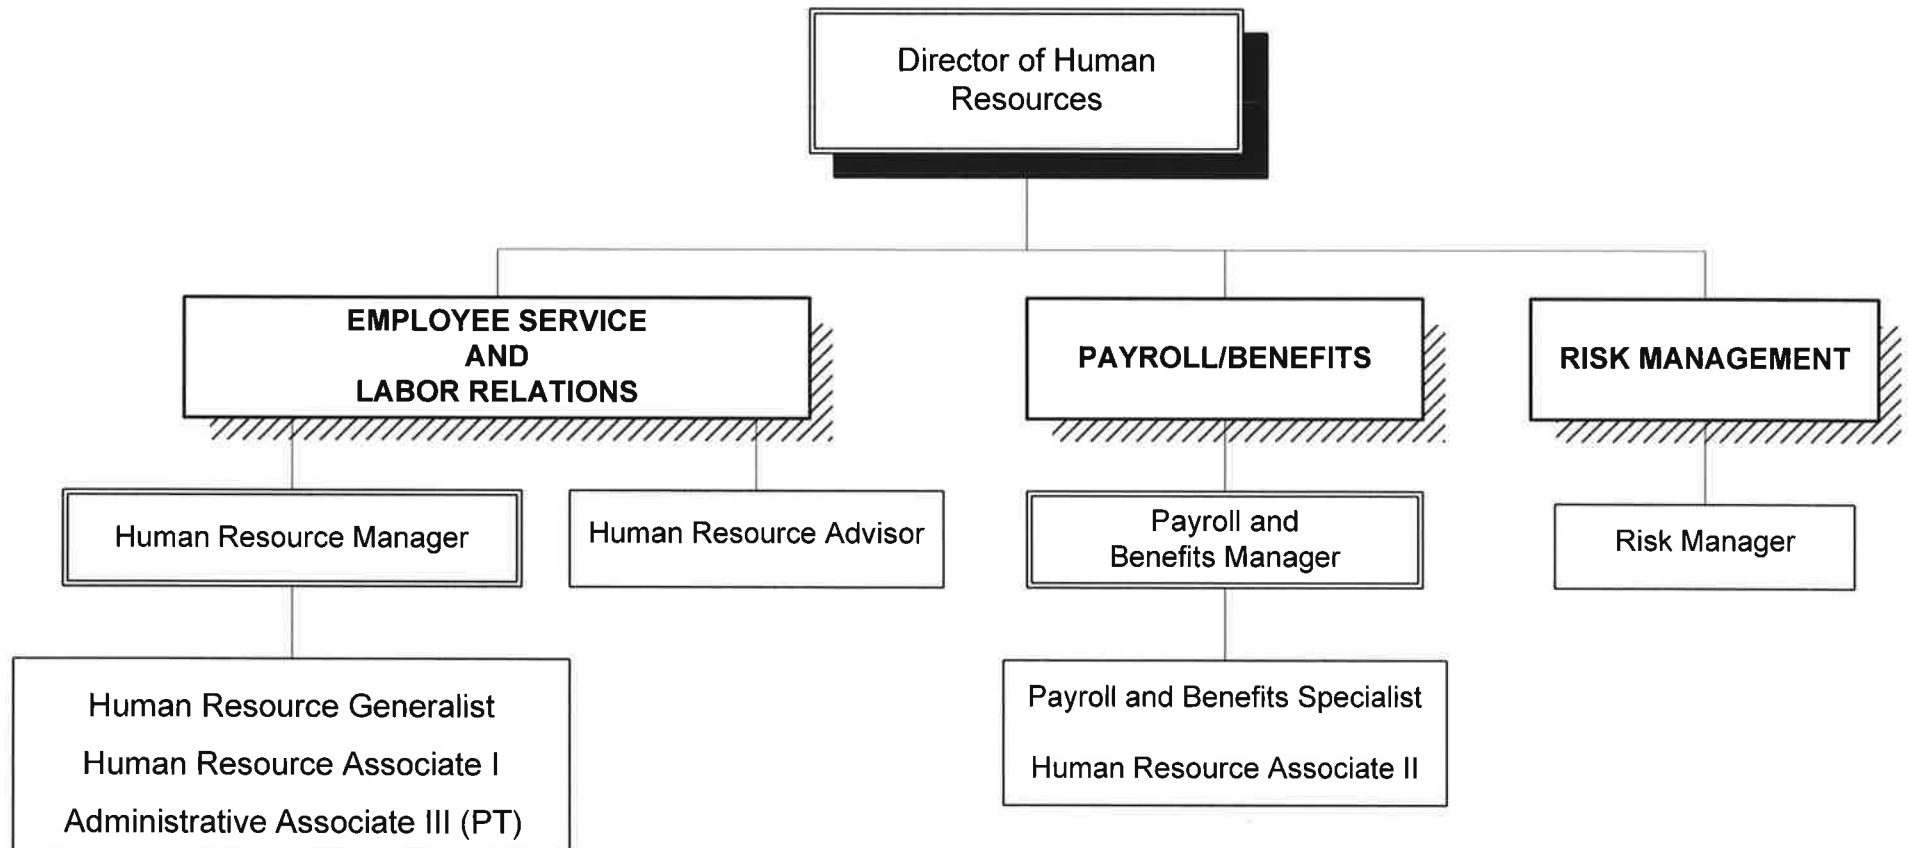 Director of Human
Resources
EMPLOYEE SERVICE
AND
LABOR RELATIONS
PAYROLL/BENEFITS
RISK MANAGEMENT
Human Resource Manager
Human Resource Advisor
Payroll and
Benefits Manager
Risk Manager
Human Resource Generalist
Human Resource Associate I
Administrative Associate III (PT)
Payroll and Benefits Specialist
Human Resource Associate II